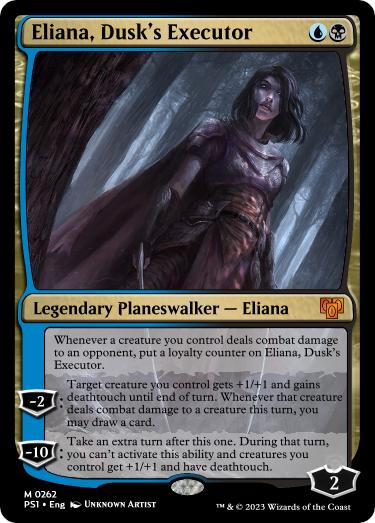 Eliana, Dusk's Executor
Legendary Planeswalker — Eliana
Whenever a creature you control deals combat damage
to an opponent, put a loyalty counter on Eliana, Dusk's
Executor.
-2: Target creature you control gets +1/+1 and gains
deathtouch until end of turn. Whenever that creature
deals combat damage to a creature this turn, you
may draw a card.
-10: Take an extra turn after this one. During that turn,
you can't activate this ability and creatures you
control get +1/+1 and have deathtouch.
2
M 0262
PS1 • Eng Unknown Artist
™ & © 2023 Wizards of the Coast